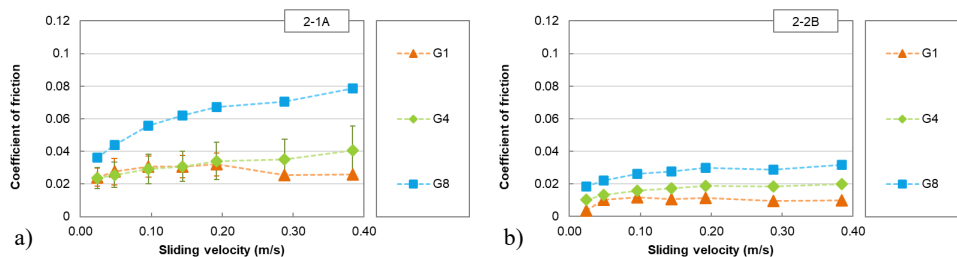 2-1A
0.12
0.1
0.08
0.06
0.04
0.02
0
Coefficient of friction
0.00 0.10 0.20 0.30 0.40
Sliding velocity (m/s)
G1
G4
G8
a)
2-2B
0.12
0.1
0.08
0.06
0.04
0.02
0
Coefficient of friction
0.00 0.10 0.20 0.30 0.40
Sliding velocity (m/s)
G1
G4
G8
b)